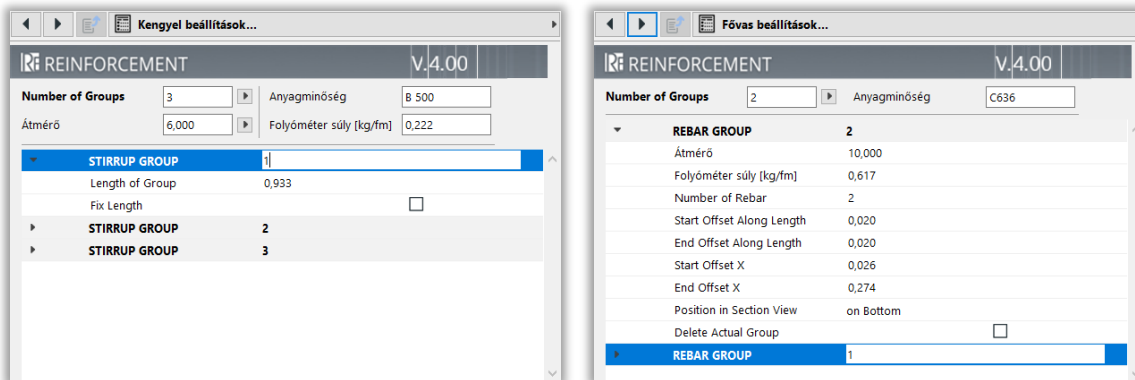 Kengyel beállítások...
REINFORCEMENT V.4.00
Number of Groups 3 Anyagminőség B 500
Átmérő 6,000 Folyóméter súly [kg/fm] 0,222
STIRRUP GROUP 1
Length of Group 0,933
Fix Length
STIRRUP GROUP 2
STIRRUP GROUP 3
Fővas beállítások...
REINFORCEMENT V.4.00
Number of Groups 2 Anyagminőség C636
REBAR GROUP 2
Átmérő 10,000
Folyóméter súly [kg/fm] 0,617
Number of Rebar 2
Start Offset Along Length 0,020
End Offset Along Length 0,020
Start Offset X 0,026
End Offset X 0,274
Position in Section View on Bottom
Delete Actual Group
REBAR GROUP 1